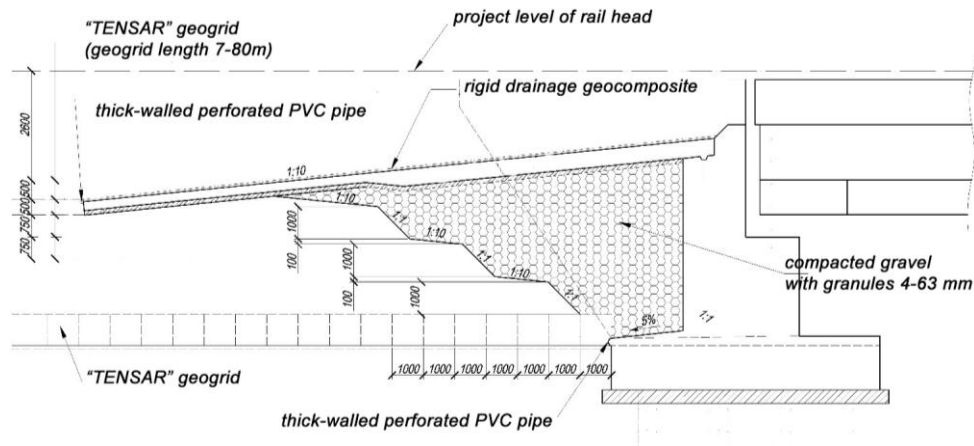 “TENSAR” geogrid
(geogrid length 7-80m)
project level of rail head
rigid drainage geocomposite
thick-walled perforated PVC pipe
2600
500
500
750
750
1:10
1:10
1000
1:1
1:10
100
1000
1:1
1:10
100
1000
1:1
compacted gravel
with granules 4-63 mm
1:1
5%
“TENSAR” geogrid
1000 1000 1000 1000 1000 1000 1000
thick-walled perforated PVC pipe